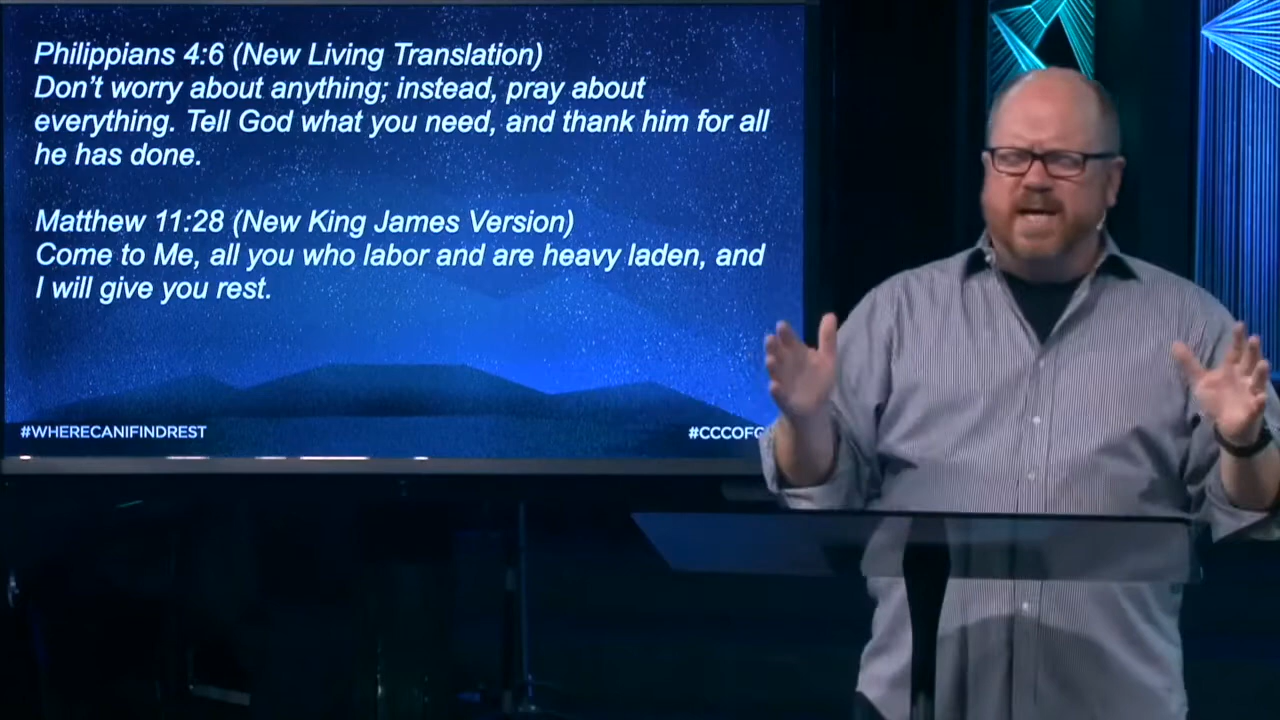 Philippians 4:6 (New Living Translation)
Don't worry about anything; instead, pray about
everything. Tell God what you need, and thank him for all
he has done.
Matthew 11:28 (New King James Version)
Come to Me, all you who labor and are heavy laden, and
I will give you rest.
#WHERECANIFINDREST